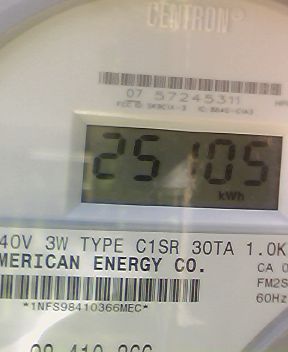 CENTRON®
07 57245311
25105
kWh
40V 3W TYPE C1SR 30TA 1.0K
MERICAN ENERGY CO.
CA 0
FM2S
60Hz
*1NFS98410366MEC*